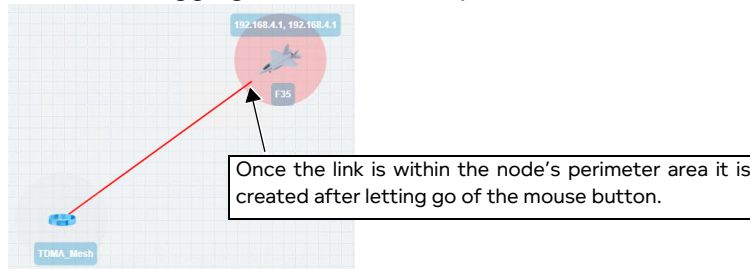 192.168.4.1, 192.168.4.1
F35
Once the link is within the node's perimeter area it is
created after letting go of the mouse button.
TDMA_Mesh